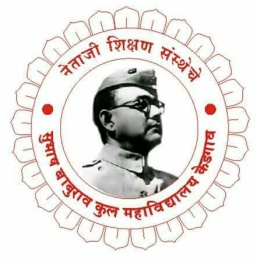 नेताजी शिक्षण संस्थेचे
सुभाष बाबुराव कुल महाविद्यालय केडगाव